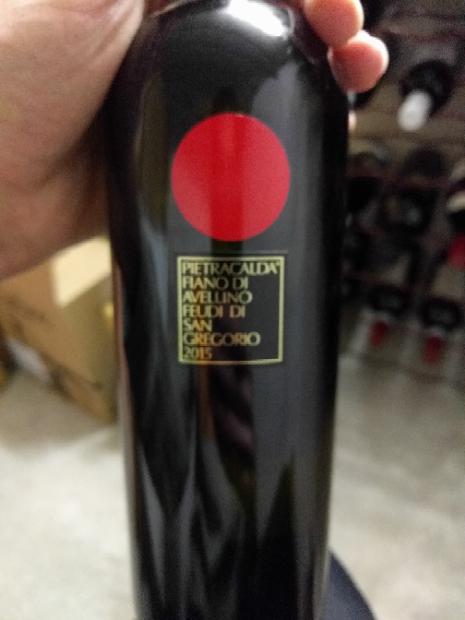 PIETRACALDA®
FIANO DI
AVELLINO
FEUDI DI
SAN
GREGORIO
2015